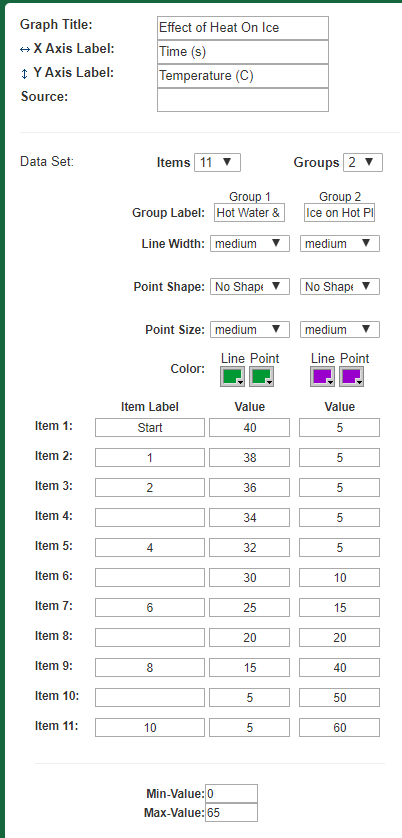 Graph Title: Effect of Heat On Ice
↔ X Axis Label: Time (s)
↕ Y Axis Label: Temperature (C)
Source:
Data Set: Items 11 ▼ Groups 2 ▼
Group 1 Group 2
Group Label: Hot Water & Ice on Hot Pl
Line Width: medium ▼ medium ▼
Point Shape: No Shape ▼ No Shape ▼
Point Size: medium ▼ medium ▼
Line Point Line Point
Color:
Item Label Value Value
Item 1: Start 40 5
Item 2: 1 38 5
Item 3: 2 36 5
Item 4: 34 5
Item 5: 4 32 5
Item 6: 30 10
Item 7: 6 25 15
Item 8: 20 20
Item 9: 8 15 40
Item 10: 5 50
Item 11: 10 5 60
Min-Value: 0
Max-Value: 65